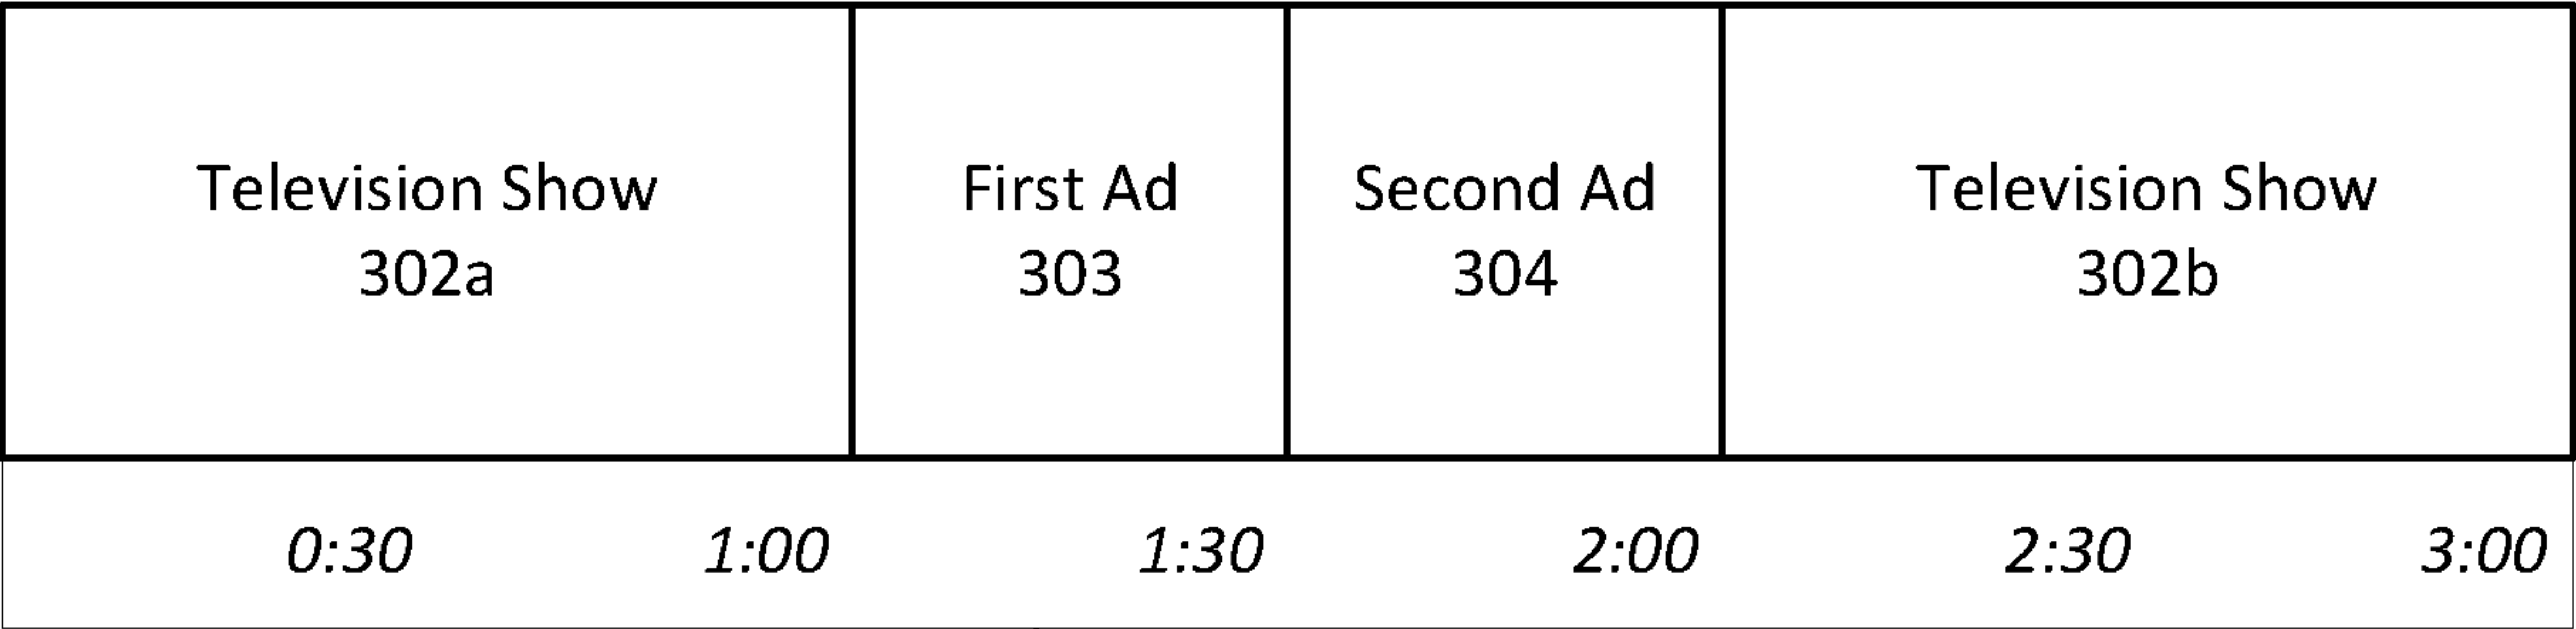 Television Show
302a
First Ad
303
Second Ad
304
Television Show
302b
0:30 1:00 1:30 2:00 2:30 3:00